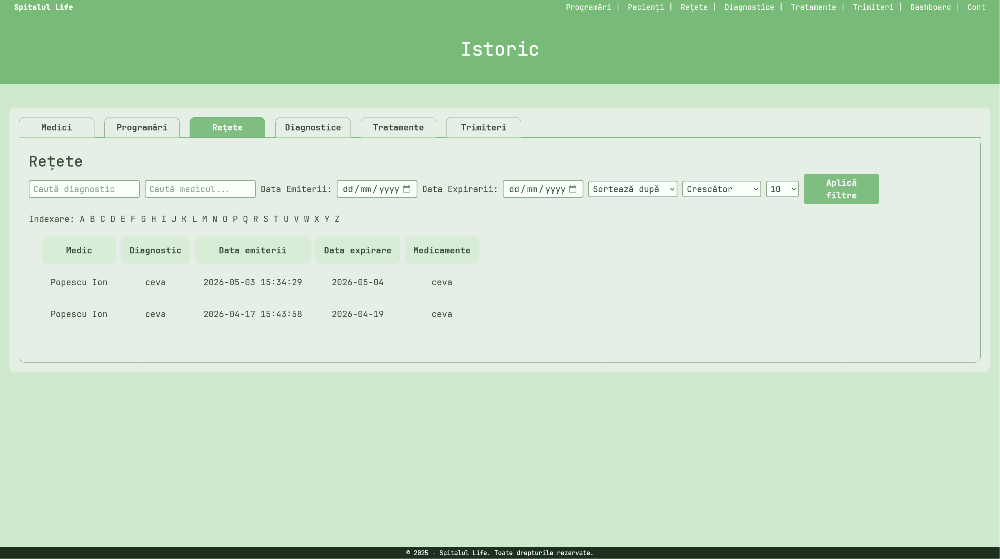 Spitalul Life Programări | Pacienți | Rețete | Diagnostice | Tratamente | Trimiteri | Dashboard | Cont
Istoric
Medici Programări Rețete Diagnostice Tratamente Trimiteri
Rețete
Caută diagnostic Caută medicul... Data Emiterii: dd/mm/yyyy Data Expirarii: dd/mm/yyyy Sortează după Crescător 10 Aplică filtre
Indexare: A B C D E F G H I J K L M N O P Q R S T U V W X Y Z
Medic Diagnostic Data emiterii Data expirare Medicamente
Popescu Ion ceva 2026-05-03 15:34:29 2026-05-04 ceva
Popescu Ion ceva 2026-04-17 15:43:58 2026-04-19 ceva
© 2025 - Spitalul Life. Toate drepturile rezervate.